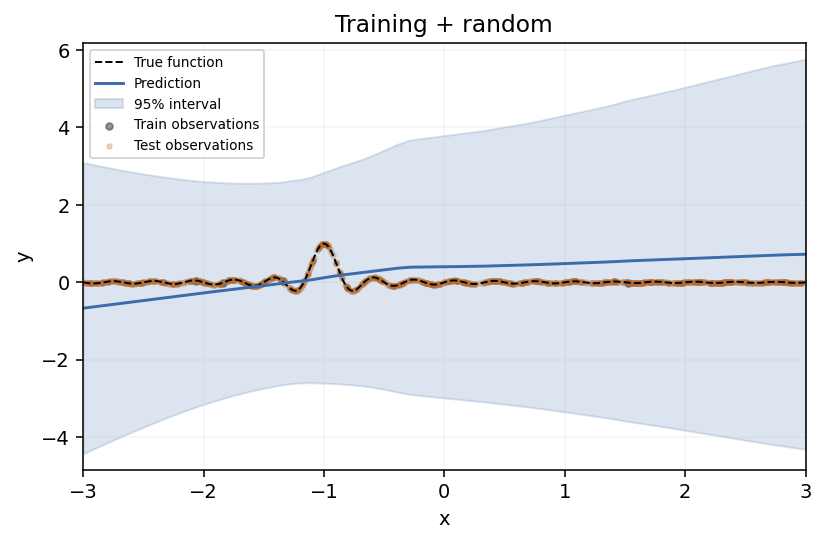 Training + random
6
4
2
0
−2
−4
y
True function
Prediction
95% interval
Train observations
Test observations
−3
−2
−1
0
1
2
3
x